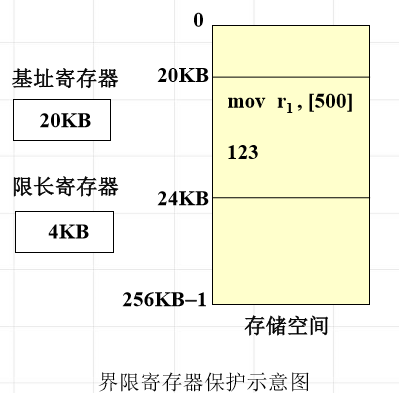 0
基址寄存器
20KB
20KB
mov r1, [500]
123
限长寄存器
24KB
4KB
256KB-1
存储空间
界限寄存器保护示意图